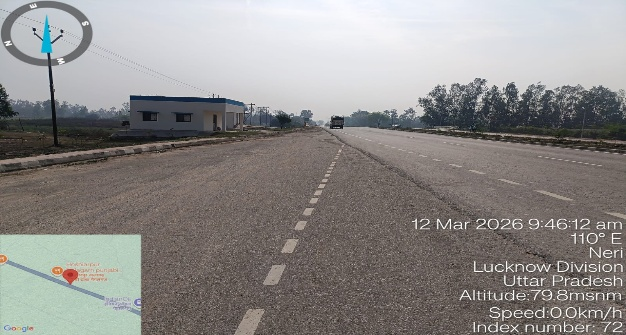 N
E
S
W
12 Mar 2026 9:46:12 am
110° E
Neri
Lucknow Division
Uttar Pradesh
Altitude:79.8msnm
Speed:0.0km/h
Index number: 72
Google